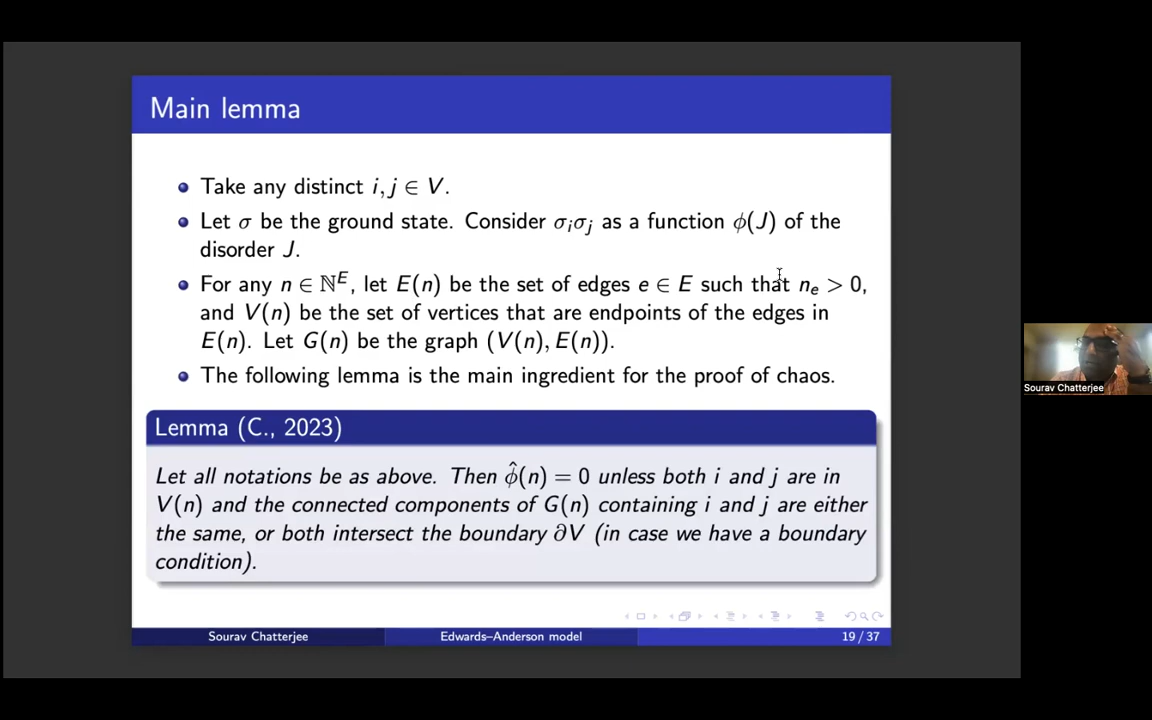 Main lemma
Take any distinct i, j ∈ V.
Let σ be the ground state. Consider σᵢσⱼ as a function ϕ(J) of the
disorder J.
For any n ∈ ℕᴱ, let E(n) be the set of edges e ∈ E such that nₑ > 0,
and V(n) be the set of vertices that are endpoints of the edges in
E(n). Let G(n) be the graph (V(n), E(n)).
The following lemma is the main ingredient for the proof of chaos.
Lemma (C., 2023)
Let all notations be as above. Then ϕ̂(n) = 0 unless both i and j are in
V(n) and the connected components of G(n) containing i and j are either
the same, or both intersect the boundary ∂V (in case we have a boundary
condition).
Sourav Chatterjee
Edwards–Anderson model
19 / 37
Sourav Chatterjee